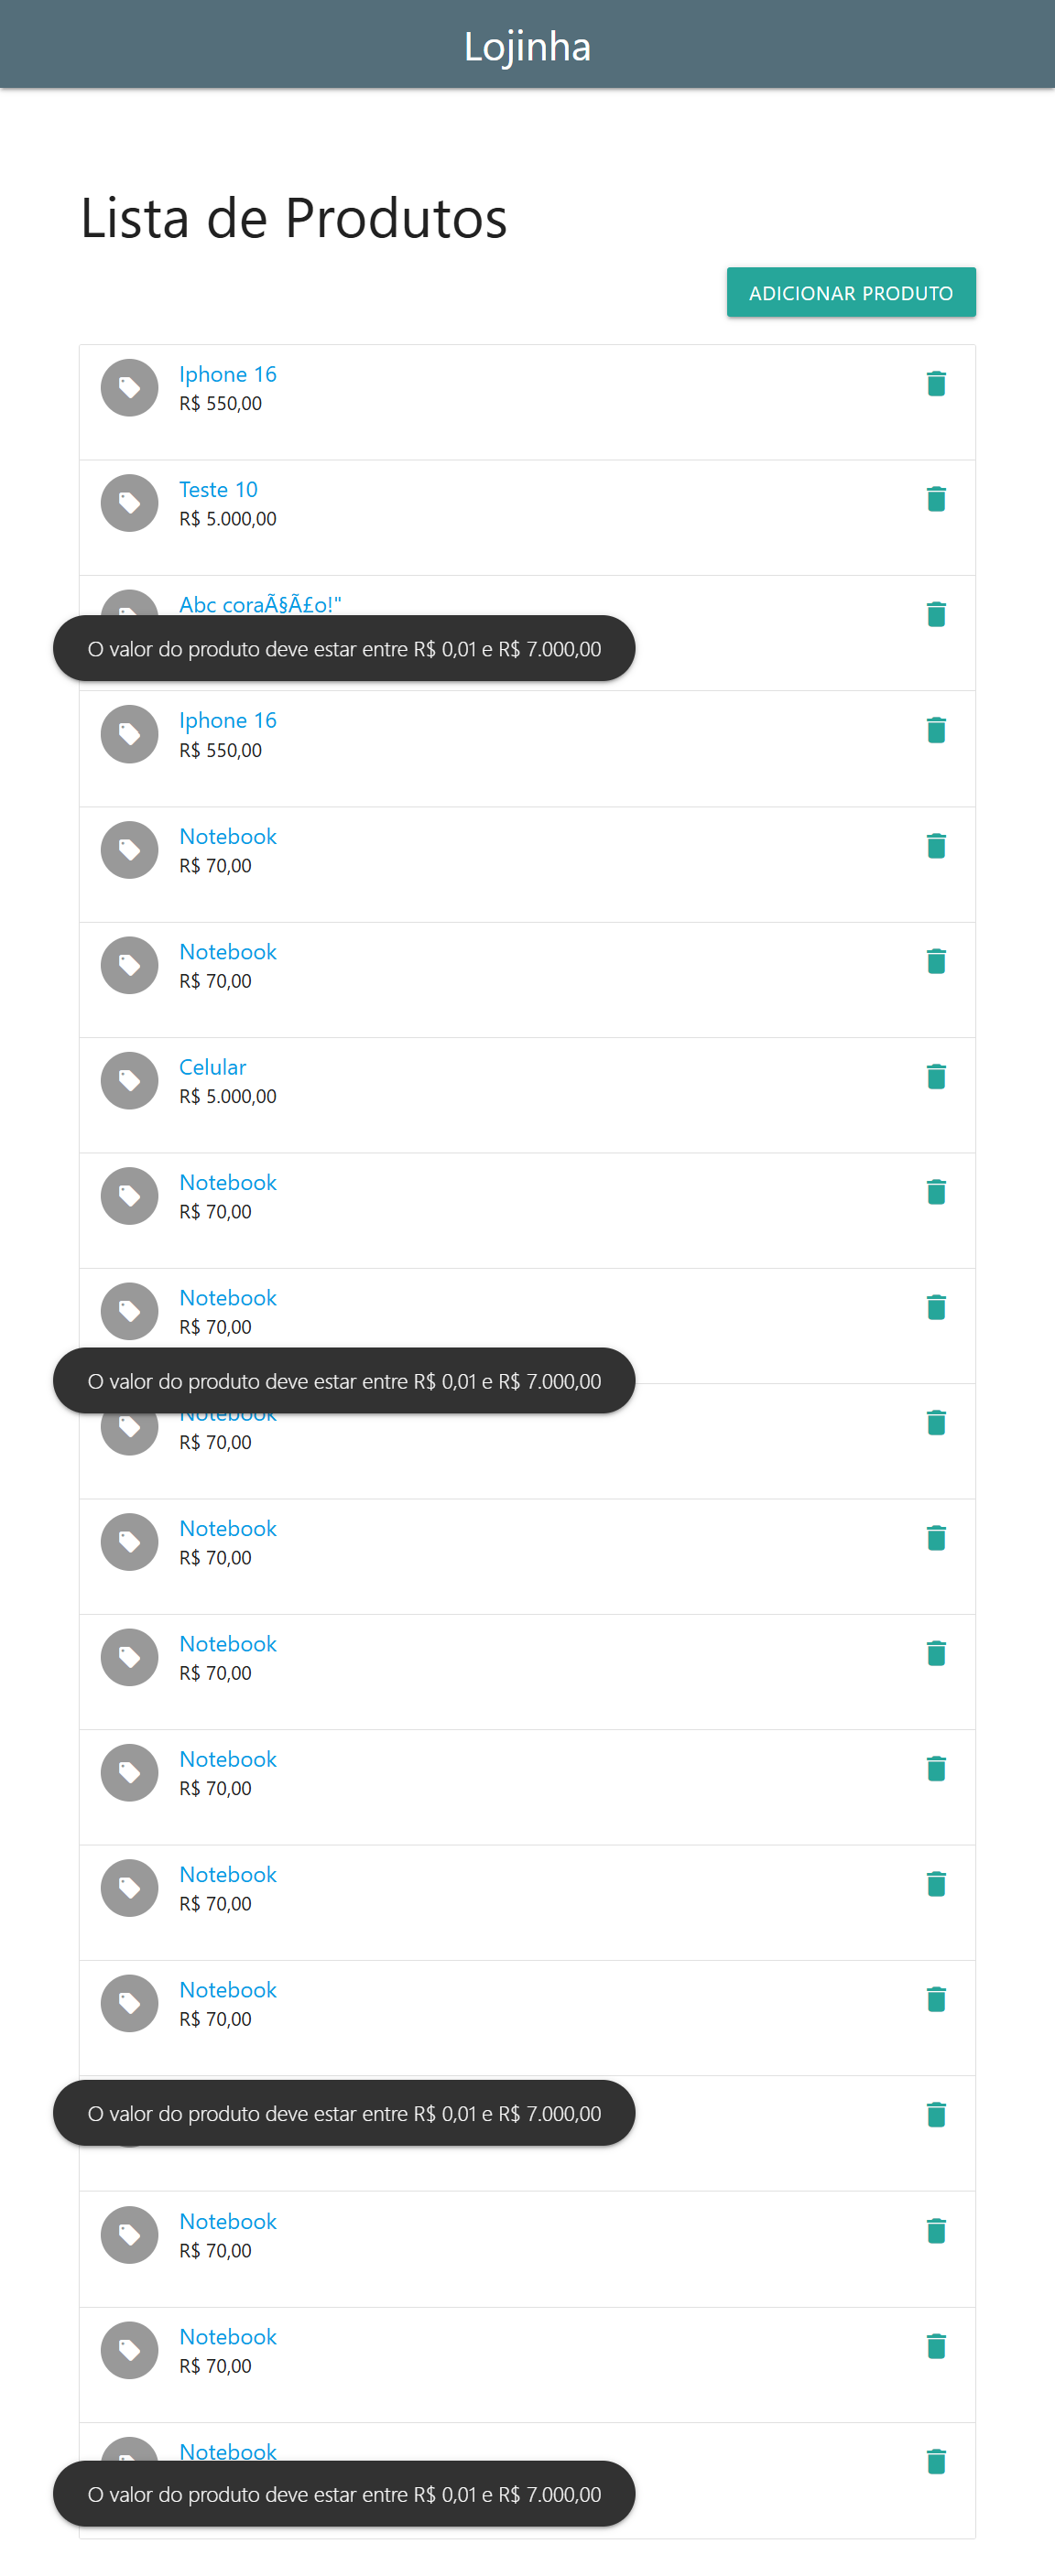 Lojinha
Lista de Produtos
ADICIONAR PRODUTO
Iphone 16
R$ 550,00
Teste 10
R$ 5.000,00
Abc coraÃ§Ã£o!"
O valor do produto deve estar entre R$ 0,01 e R$ 7.000,00
Iphone 16
R$ 550,00
Notebook
R$ 70,00
Notebook
R$ 70,00
Celular
R$ 5.000,00
Notebook
R$ 70,00
Notebook
R$ 70,00
O valor do produto deve estar entre R$ 0,01 e R$ 7.000,00
Notebook
R$ 70,00
Notebook
R$ 70,00
Notebook
R$ 70,00
Notebook
R$ 70,00
Notebook
R$ 70,00
Notebook
R$ 70,00
O valor do produto deve estar entre R$ 0,01 e R$ 7.000,00
Notebook
R$ 70,00
Notebook
R$ 70,00
Notebook
O valor do produto deve estar entre R$ 0,01 e R$ 7.000,00